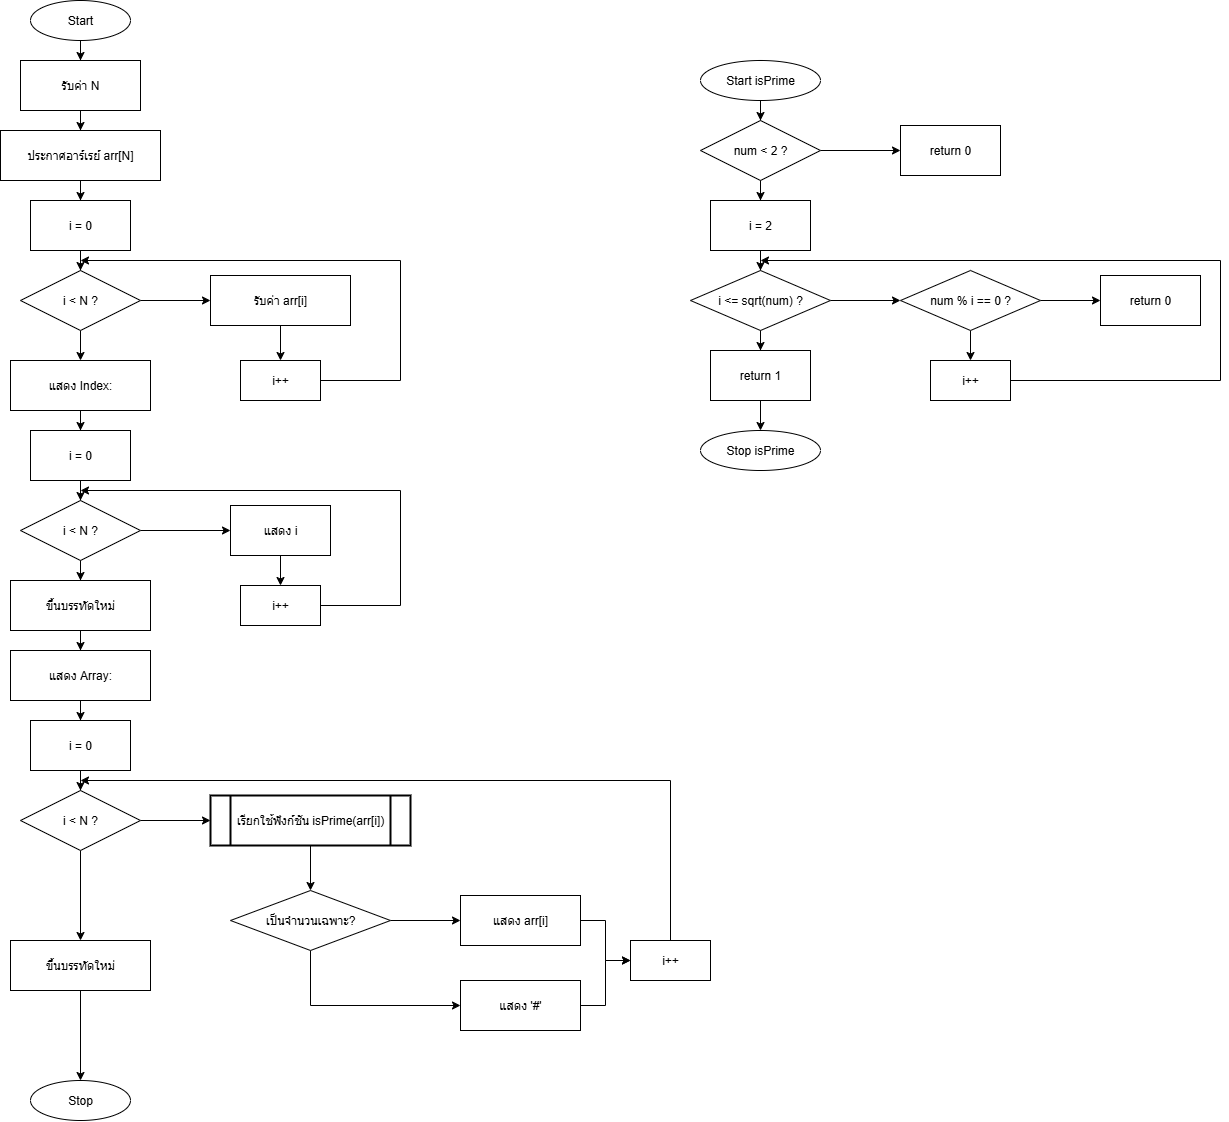 Start
รับค่า N
ประกาศอาร์เรย์ arr[N]
i = 0
i < N ?
รับค่า arr[i]
i++
แสดง Index:
i = 0
i < N ?
แสดง i
i++
ขึ้นบรรทัดใหม่
แสดง Array:
i = 0
i < N ?
เรียกใช้ฟังก์ชัน isPrime(arr[i])
เป็นจำนวนเฉพาะ?
แสดง arr[i]
แสดง '#'
i++
ขึ้นบรรทัดใหม่
Stop
Start isPrime
num < 2 ?
return 0
i = 2
i <= sqrt(num) ?
num % i == 0 ?
return 0
i++
return 1
Stop isPrime